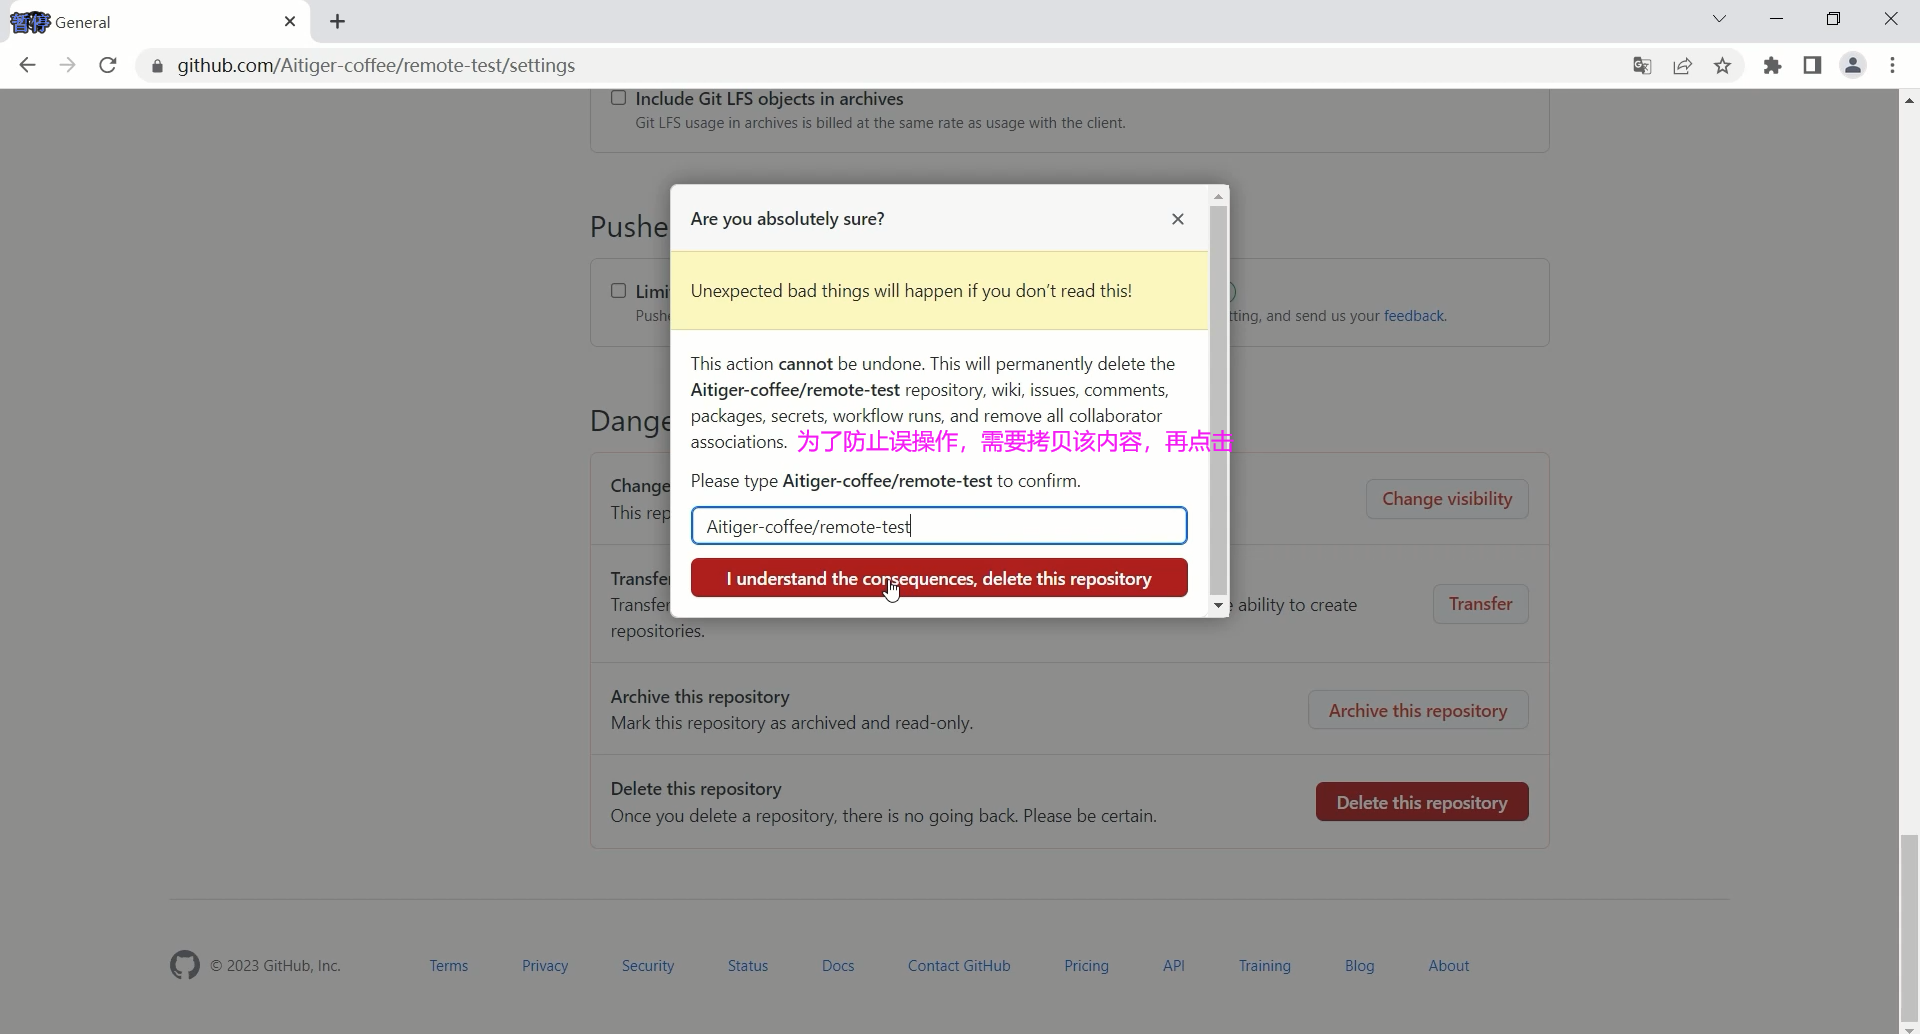 暂停 General
github.com/Aitiger-coffee/remote-test/settings
Include Git LFS objects in archives
Git LFS usage in archives is billed at the same rate as usage with the client.
Are you absolutely sure?
Pushe
Unexpected bad things will happen if you don't read this!
Limi
Pushe
tting, and send us your feedback.
This action cannot be undone. This will permanently delete the
Aitiger-coffee/remote-test repository, wiki, issues, comments,
packages, secrets, workflow runs, and remove all collaborator
associations. 为了防止误操作，需要拷贝该内容，再点击
Dange
Please type Aitiger-coffee/remote-test to confirm.
Change
This rep
Change visibility
Aitiger-coffee/remote-test
I understand the consequences, delete this repository
Transfe
Transfer
ability to create
repositories.
Transfer
Archive this repository
Mark this repository as archived and read-only.
Archive this repository
Delete this repository
Once you delete a repository, there is no going back. Please be certain.
Delete this repository
© 2023 GitHub, Inc. Terms Privacy Security Status Docs Contact GitHub Pricing API Training Blog About